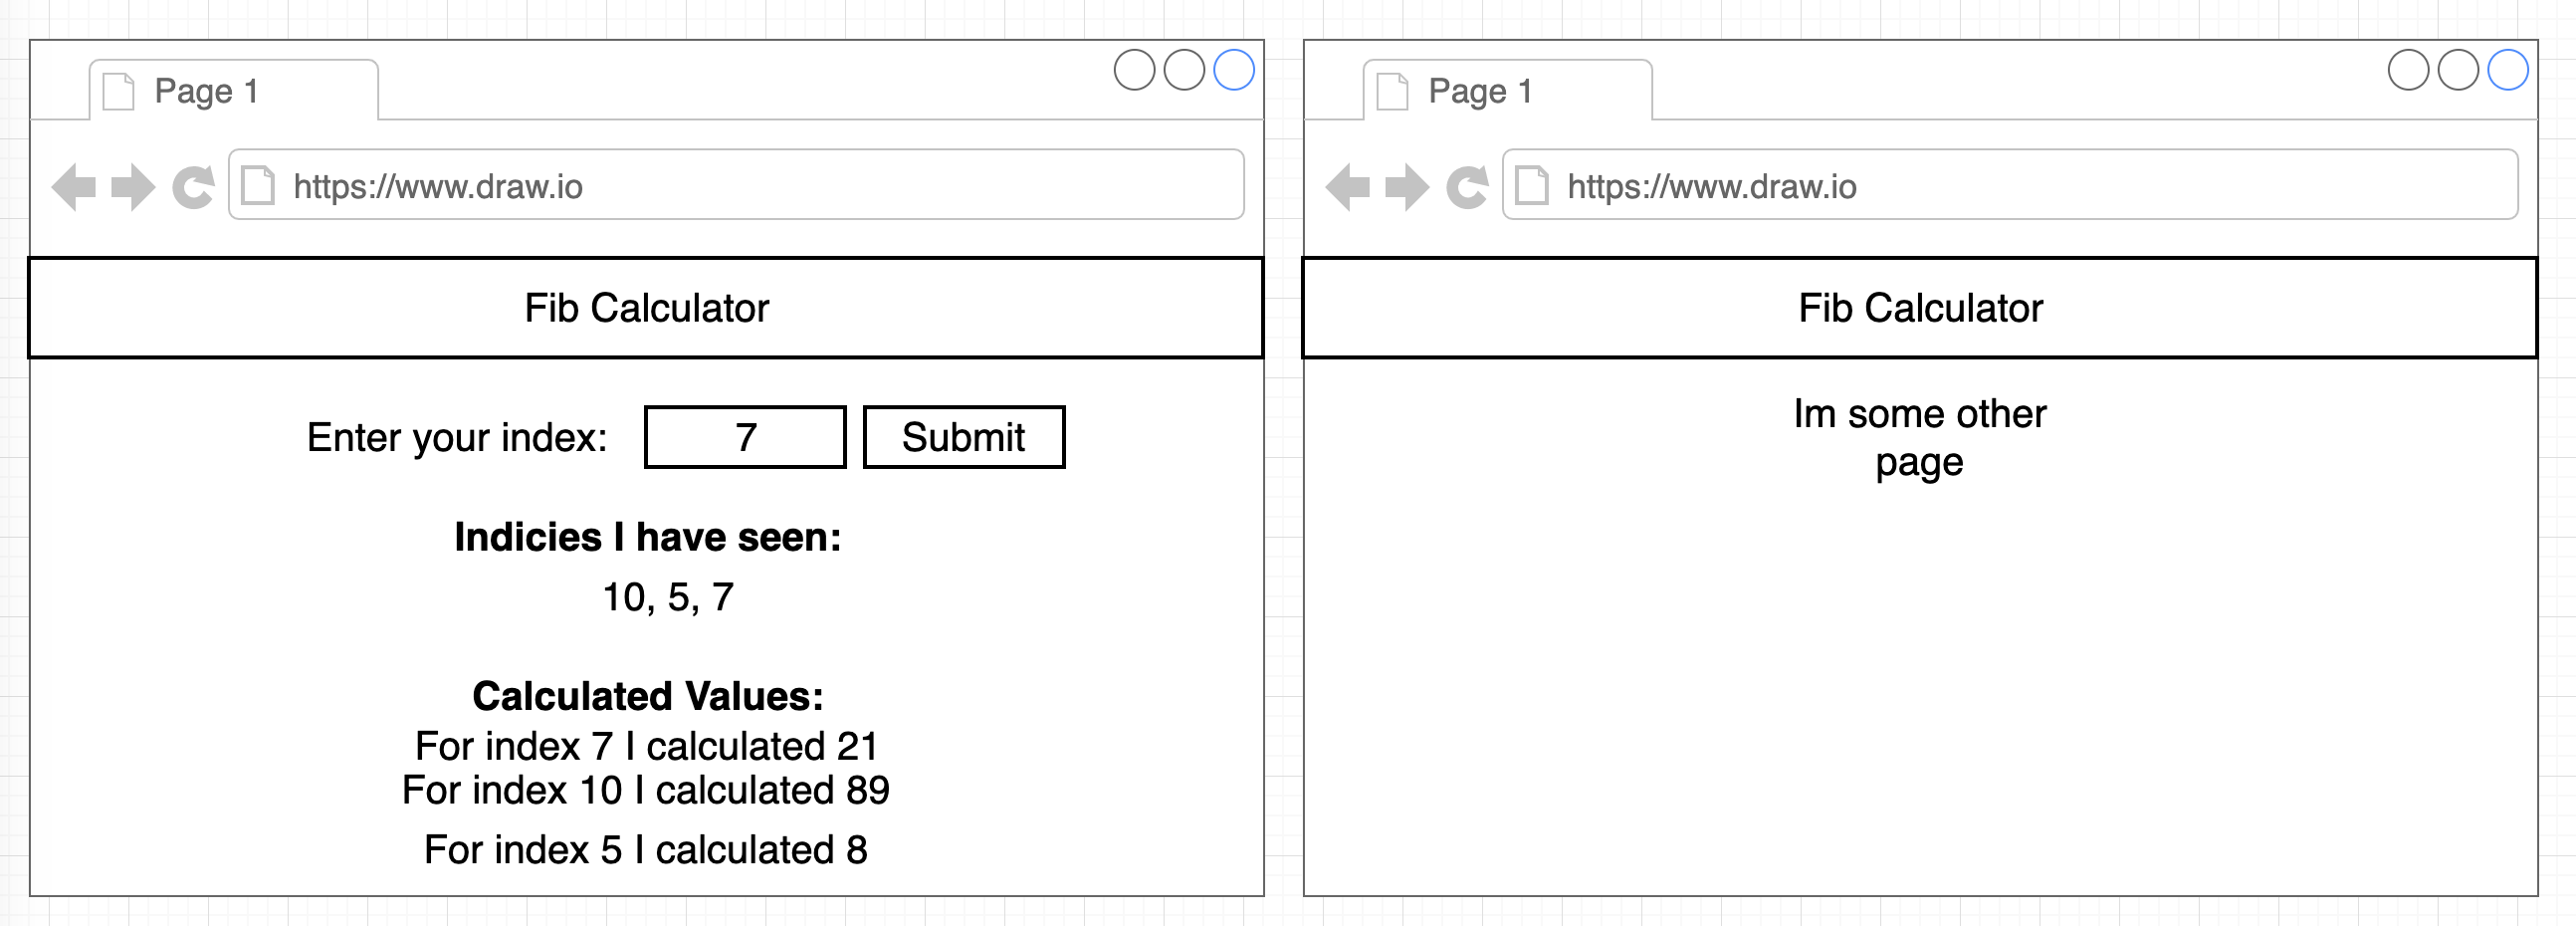 Page 1
https://www.draw.io
Fib Calculator
Enter your index: 7 Submit
Indicies I have seen:
10, 5, 7
Calculated Values:
For index 7 I calculated 21
For index 10 I calculated 89
For index 5 I calculated 8
Page 1
https://www.draw.io
Fib Calculator
Im some other
page